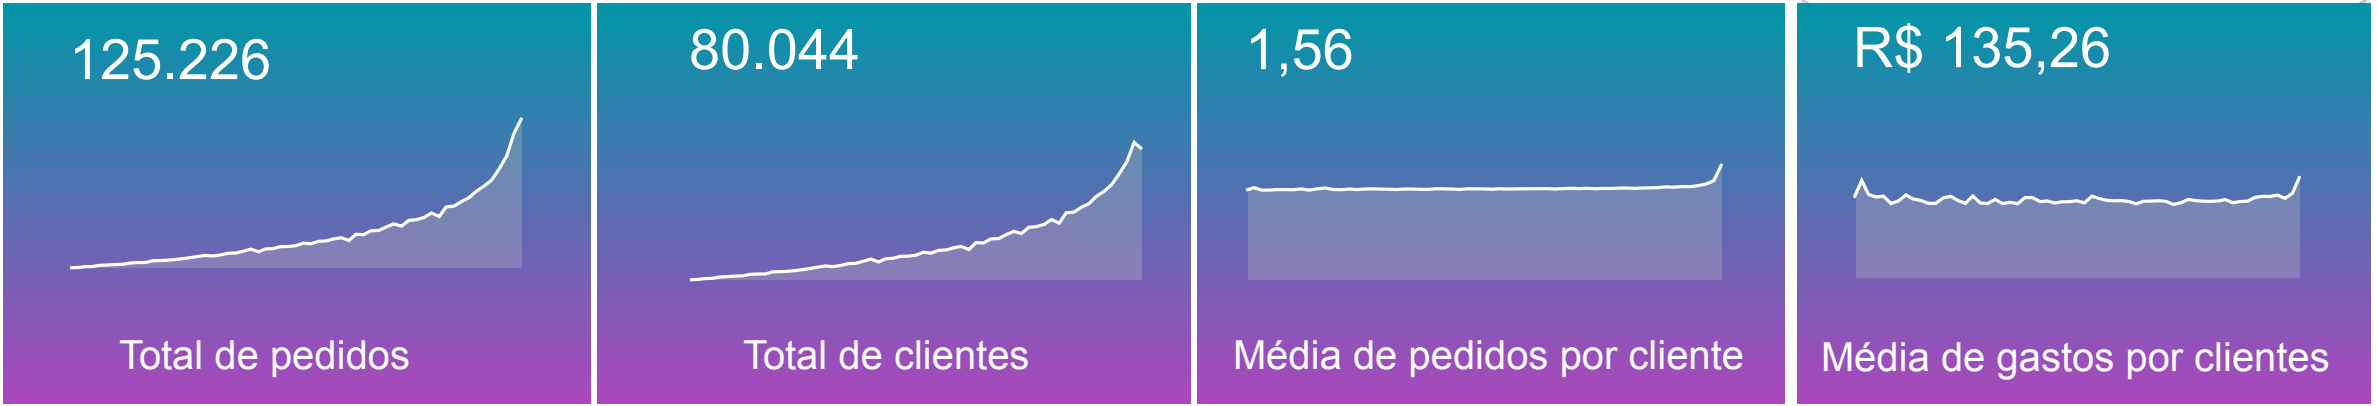 125.226
Total de pedidos
80.044
Total de clientes
1,56
Média de pedidos por cliente
R$ 135,26
Média de gastos por clientes